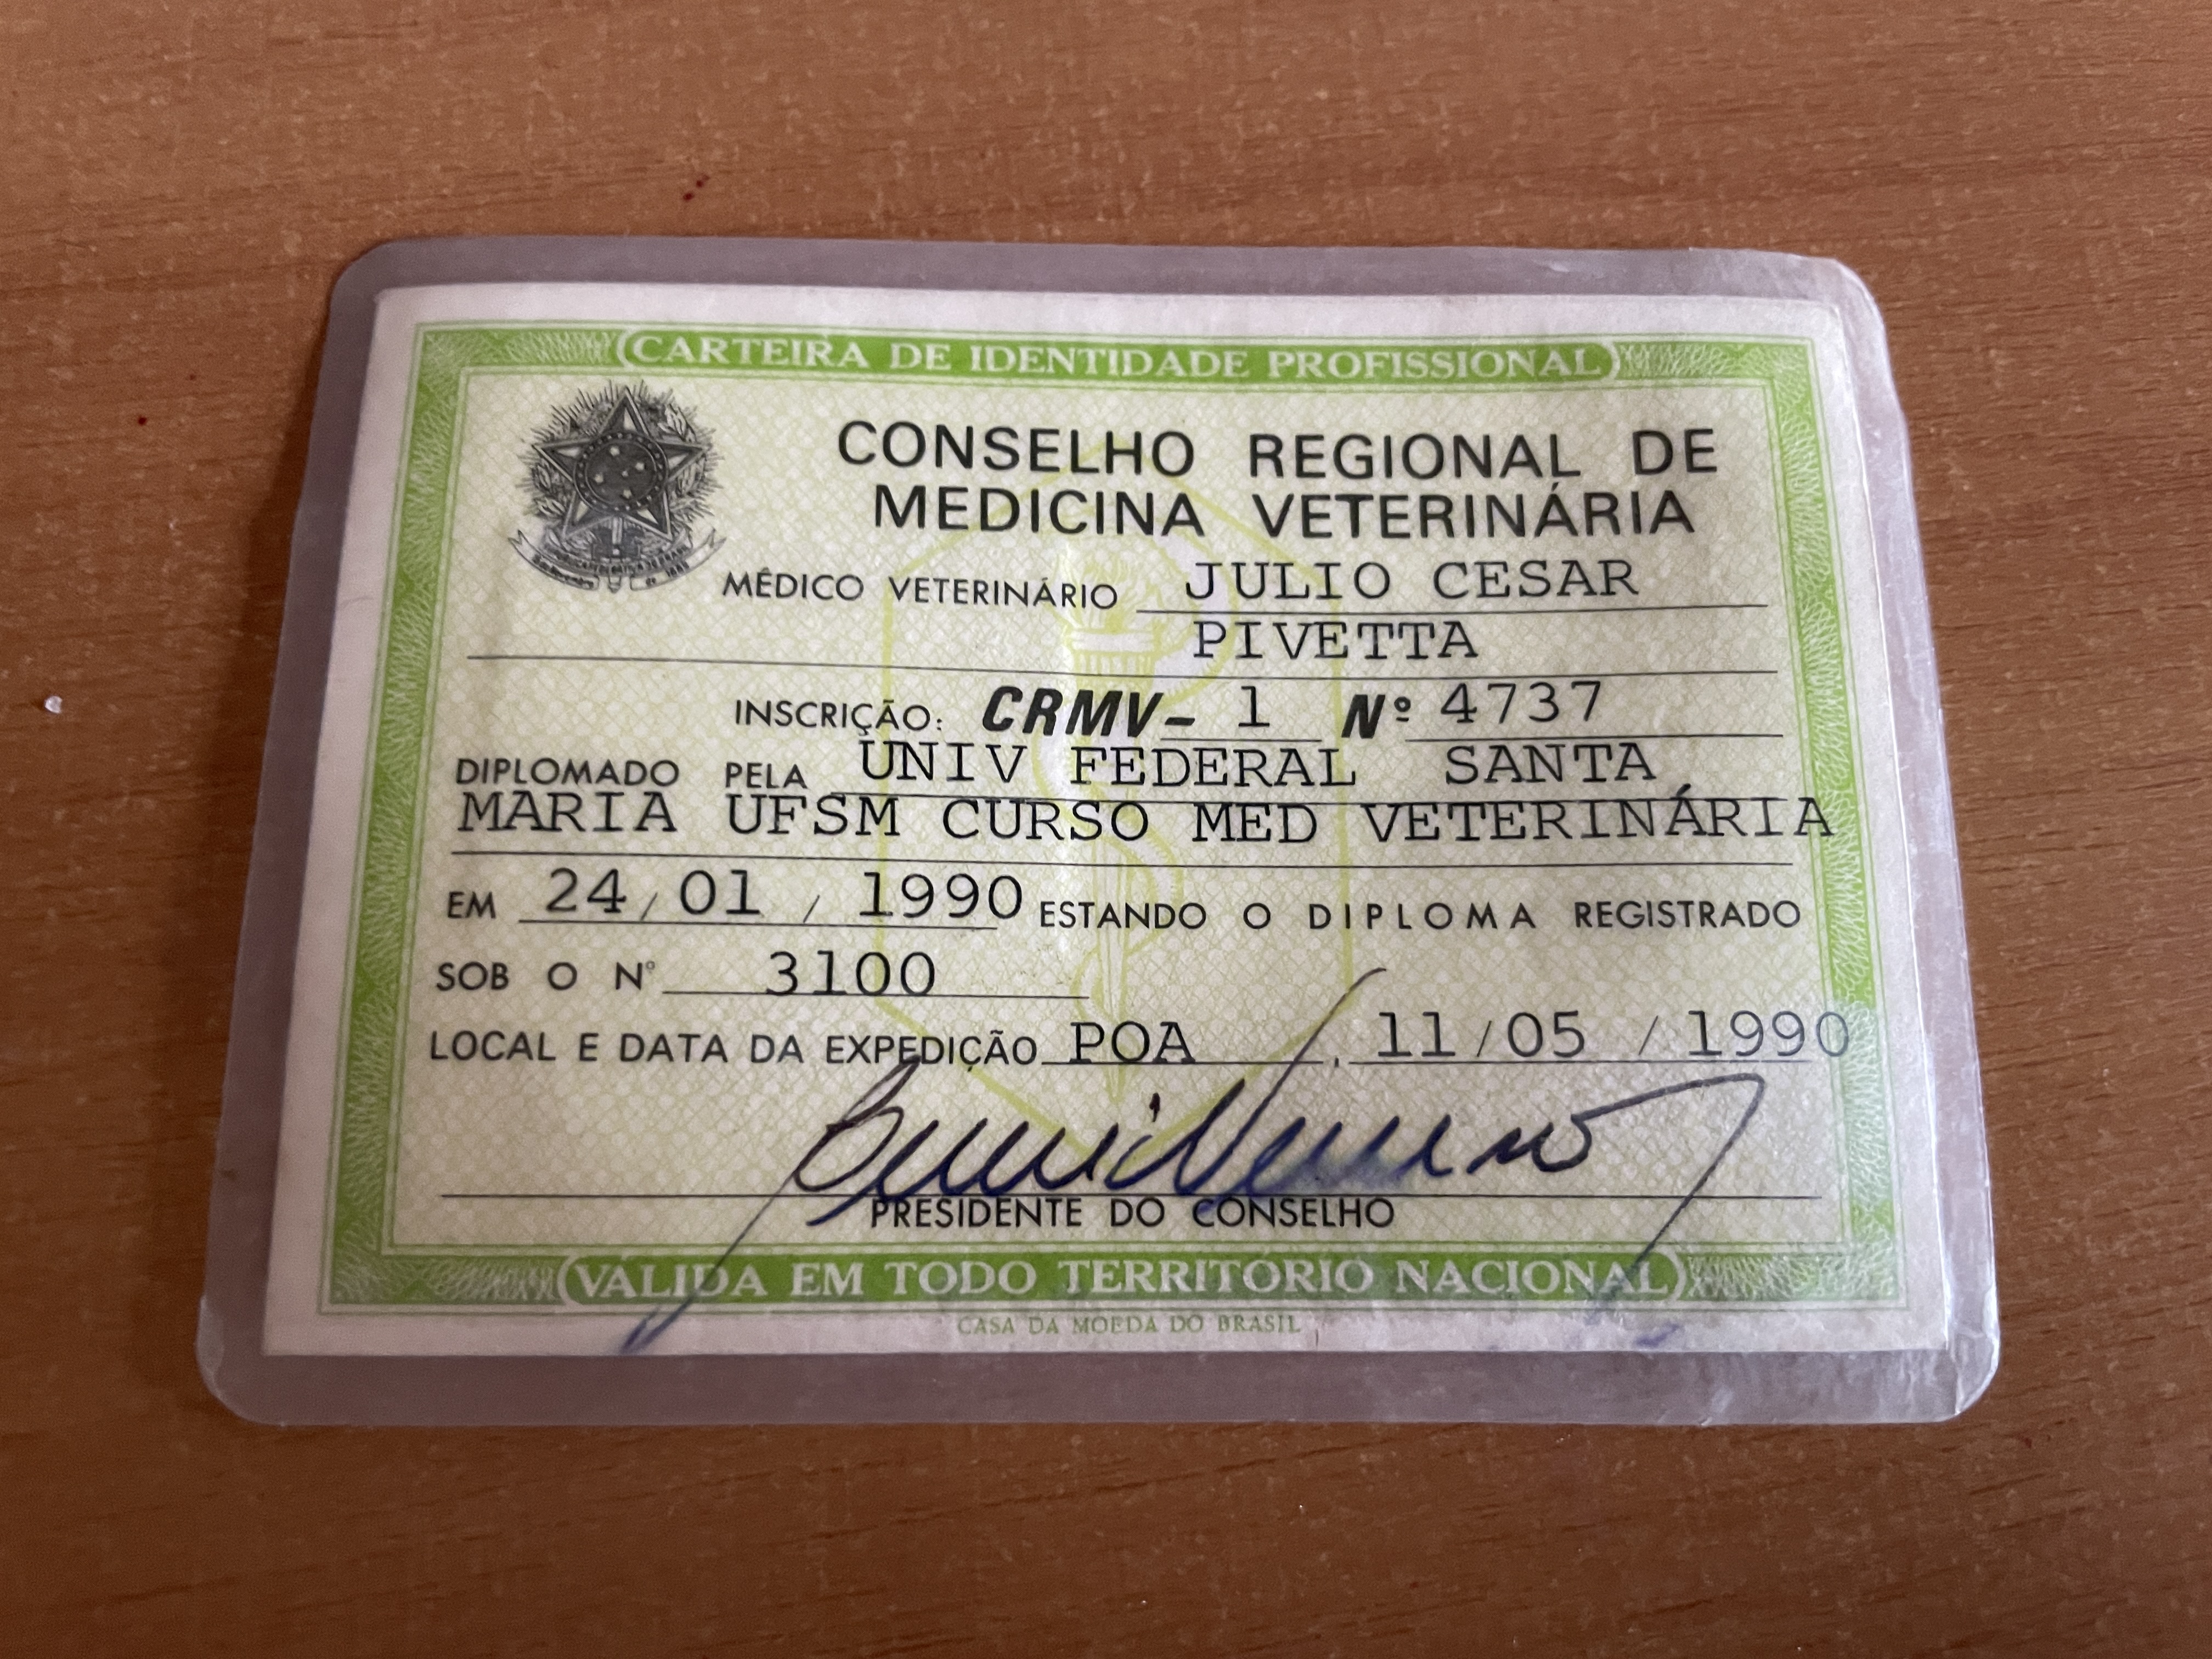 CARTEIRA DE IDENTIDADE PROFISSIONAL
CONSELHO REGIONAL DE
MEDICINA VETERINÁRIA
MÉDICO VETERINÁRIO JULIO CESAR
PIVETTA
INSCRIÇÃO: CRMV- 1 Nº 4737
DIPLOMADO PELA UNIV FEDERAL SANTA
MARIA UFSM CURSO MED VETERINÁRIA
EM 24/01/1990 ESTANDO O DIPLOMA REGISTRADO
SOB O Nº 3100
LOCAL E DATA DA EXPEDIÇÃO POA, 11/05/1990
PRESIDENTE DO CONSELHO
VÁLIDA EM TODO TERRITÓRIO NACIONAL
CASA DA MOEDA DO BRASIL